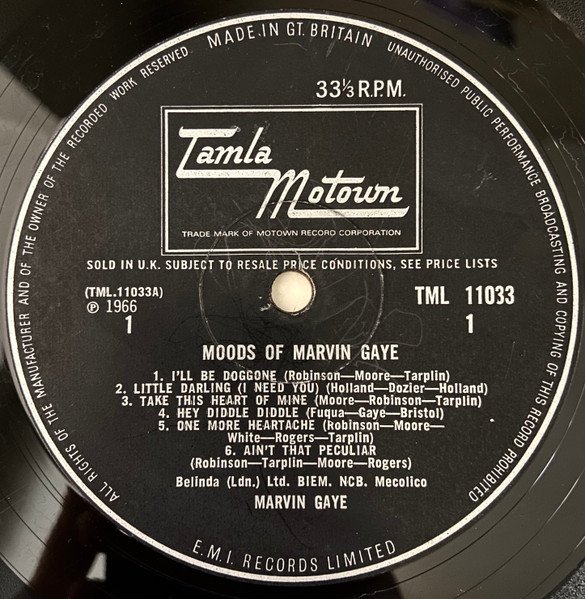 MADE IN GT. BRITAIN
UNAUTHORISED PUBLIC PERFORMANCE BROADCASTING AND COPYING OF THIS RECORD PROHIBITED
ALL RIGHTS OF THE MANUFACTURER AND OF THE OWNER OF THE RECORDED WORK RESERVED.
33⅓ R.P.M.
Tamla
Motown
TRADE MARK OF MOTOWN RECORD CORPORATION
SOLD IN U.K. SUBJECT TO RESALE PRICE CONDITIONS, SEE PRICE LISTS
(TML.11033A)
℗ 1966
1
TML 11033
1
MOODS OF MARVIN GAYE
1. I'LL BE DOGGONE (Robinson—Moore—Tarplin)
2. LITTLE DARLING (I NEED YOU) (Holland—Dozier—Holland)
3. TAKE THIS HEART OF MINE (Moore—Robinson—Tarplin)
4. HEY DIDDLE DIDDLE (Fuqua—Gaye—Bristol)
5. ONE MORE HEARTACHE (Robinson—Moore—
White—Rogers—Tarplin)
6. AIN'T THAT PECULIAR
(Robinson—Tarplin—Moore—Rogers)
Belinda (Ldn.) Ltd. BIEM. NCB. Mecolico
MARVIN GAYE
E.M.I. RECORDS LIMITED